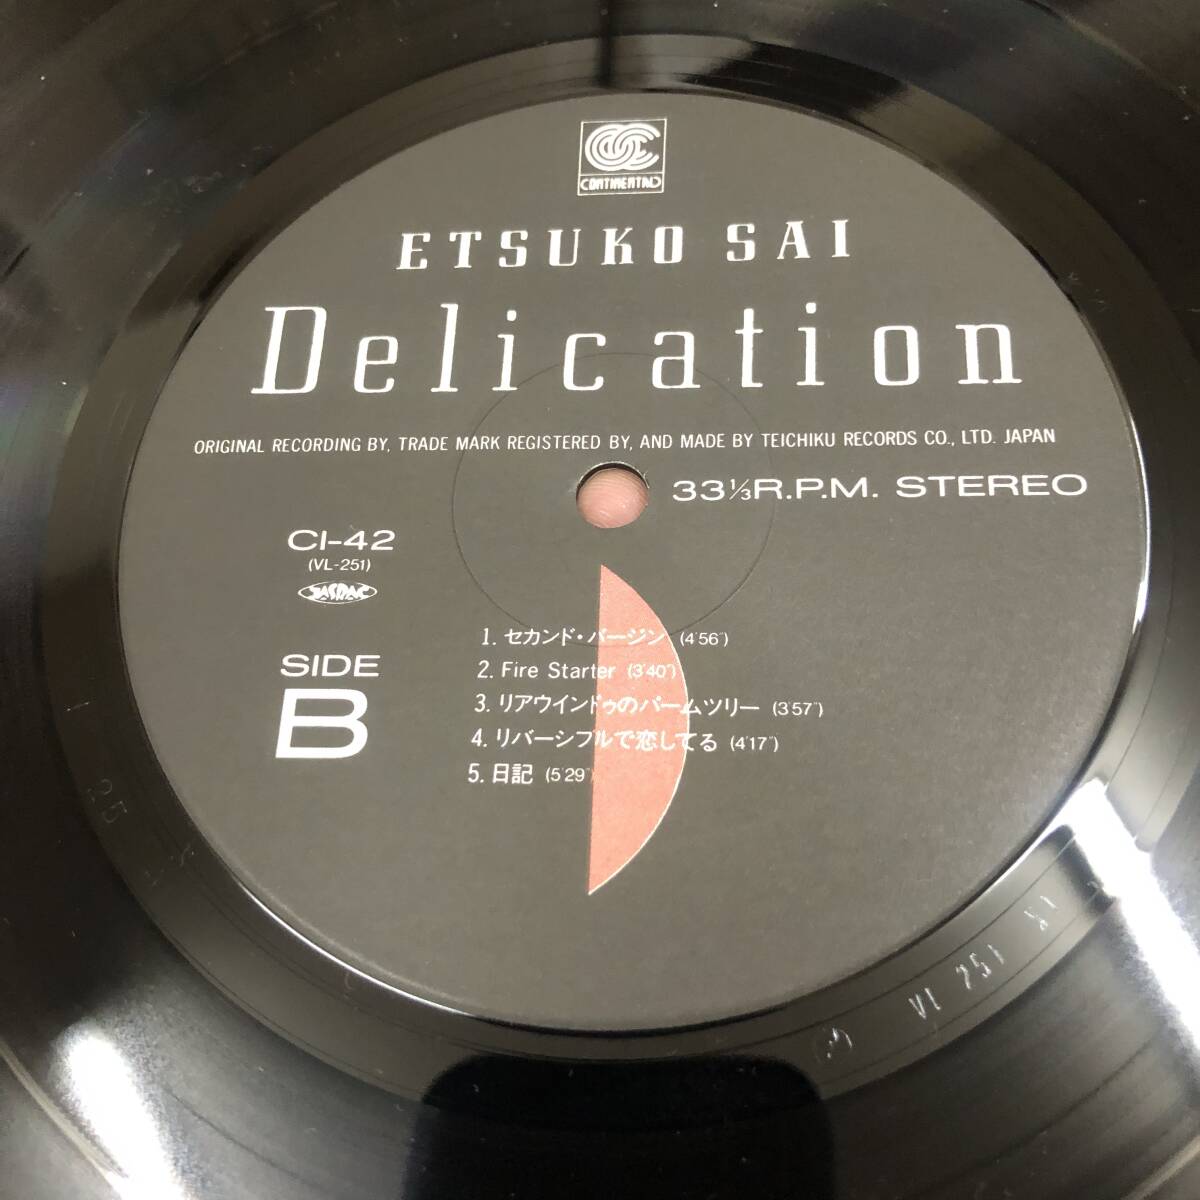 CONTINENTAL
ETSUKO SAI
Delication
ORIGINAL RECORDING BY, TRADE MARK REGISTERED BY, AND MADE BY TEICHIKU RECORDS CO., LTD. JAPAN
33⅓R.P.M. STEREO
CI-42
(VL-251)
JASRAC
SIDE
B
1. セカンド・バージン (4'56")
2. Fire Starter (3'40")
3. リアウインドゥのパームツリー (3'57")
4. リバーシブルで恋してる (4'17")
5. 日記 (5'29")
VL 251